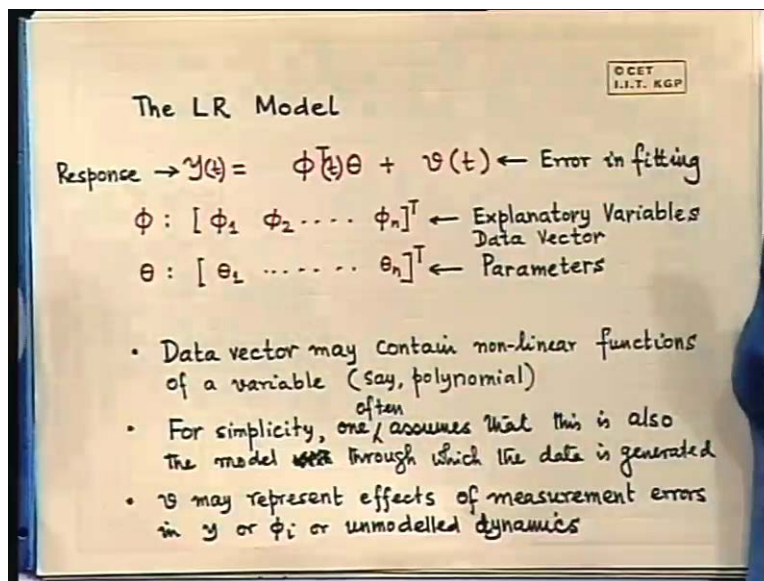 © CET
I.I.T. KGP
The LR Model
Response → y(t) = ϕᵀ(t)θ + v(t) ← Error in fitting
ϕ : [ ϕ₁ ϕ₂ .... ϕₙ]ᵀ ← Explanatory Variables
Data Vector
θ : [ θ₁ ....... θₙ]ᵀ ← Parameters
• Data vector may contain non-linear functions
of a variable (say, polynomial)
often
• For simplicity, one ∧ assumes that this is also
the model through which the data is generated
• v may represent effects of measurement errors
in y or ϕᵢ or unmodelled dynamics